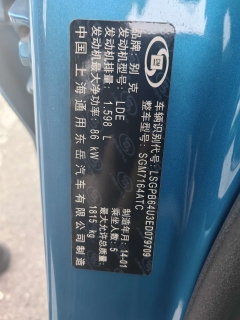 品牌：别克
车辆识别代号：LSGPB64U3ED079709
发动机型号：LDE
整车型号：SGM7164ATC
发动机排量：1.598 L
发动机最大净功率：86 kW
制造年月：14-01
乘坐人数：5
最大允许总质量：1815 kg
中国 上海通用东岳汽车有限公司制造